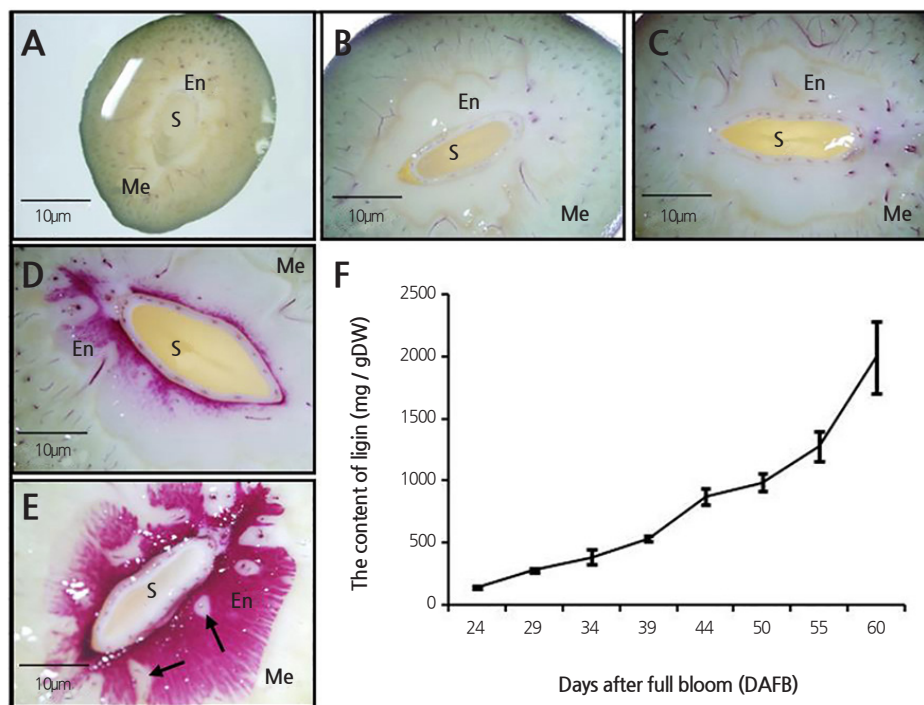 A
En
S
Me
10µm
B
En
S
Me
10µm
C
En
S
Me
10µm
D
Me
En
S
10µm
E
S
En
Me
10µm
F
The content of ligin (mg / gDW)
2500
2000
1500
1000
500
0
24 29 34 39 44 50 55 60
Days after full bloom (DAFB)